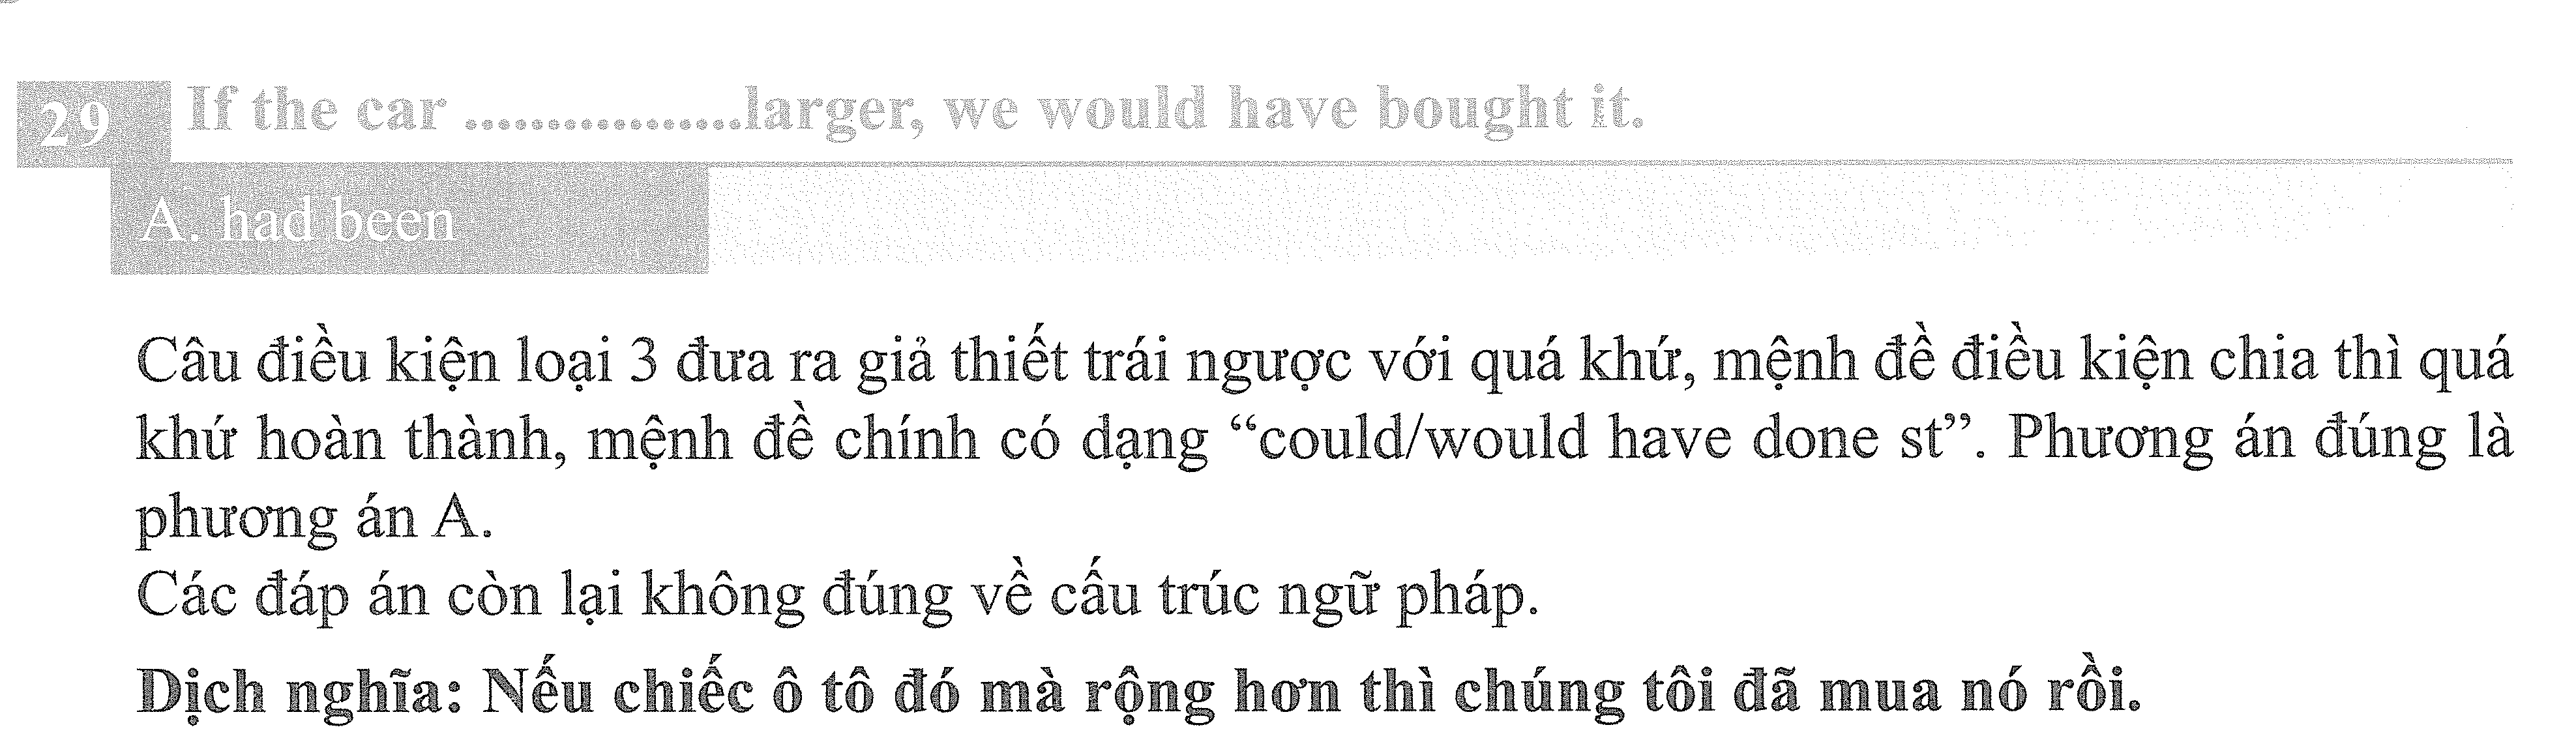 29 If the car ..................larger, we would have bought it.
A. had been
Câu điều kiện loại 3 đưa ra giả thiết trái ngược với quá khứ, mệnh đề điều kiện chia thì quá
khứ hoàn thành, mệnh đề chính có dạng “could/would have done st”. Phương án đúng là
phương án A.
Các đáp án còn lại không đúng về cấu trúc ngữ pháp.
Dịch nghĩa: Nếu chiếc ô tô đó mà rộng hơn thì chúng tôi đã mua nó rồi.